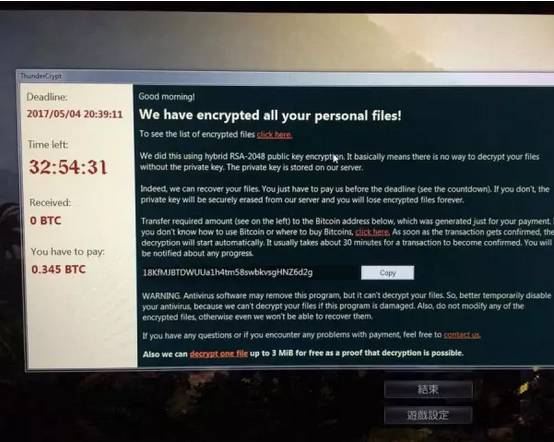 ThunderCrypt
Deadline:
2017/05/04 20:39:11
Time left:
32:54:31
Received:
0 BTC
You have to pay:
0.345 BTC
Good morning!
We have encrypted all your personal files!
To see the list of encrypted files click here.
We did this using hybrid RSA-2048 public key encryption. It basically means there is no way to decrypt your files
without the private key. The private key is stored on our server.
Indeed, we can recover your files. You just have to pay us before the deadline (see the countdown). If you don't, the
private key will be securely erased from our server and you will lose encrypted files forever.
Transfer required amount (see on the left) to the Bitcoin address below, which was generated just for your payment.
you don't know how to use Bitcoin or where to buy Bitcoins, click here. As soon as the transaction gets confirmed, the
decryption will start automatically. It usually takes about 30 minutes for a transaction to become confirmed. You will
be notified about any progress.
18KfMJBTDWUUa1h4tm58swbkvsgHNZ6d2g
Copy
WARNING. Antivirus software may remove this program, but it can't decrypt your files. So, better temporarily disable
your antivirus, because we can't decrypt your files if this program is damaged. Also, do not modify any of the
encrypted files, otherwise even we won't be able to recover them.
If you have any questions or if you encounter any problems with payment, feel free to contact us.
Also we can decrypt one file up to 3 MiB for free as a proof that decryption is possible.
結束
遊戲設定